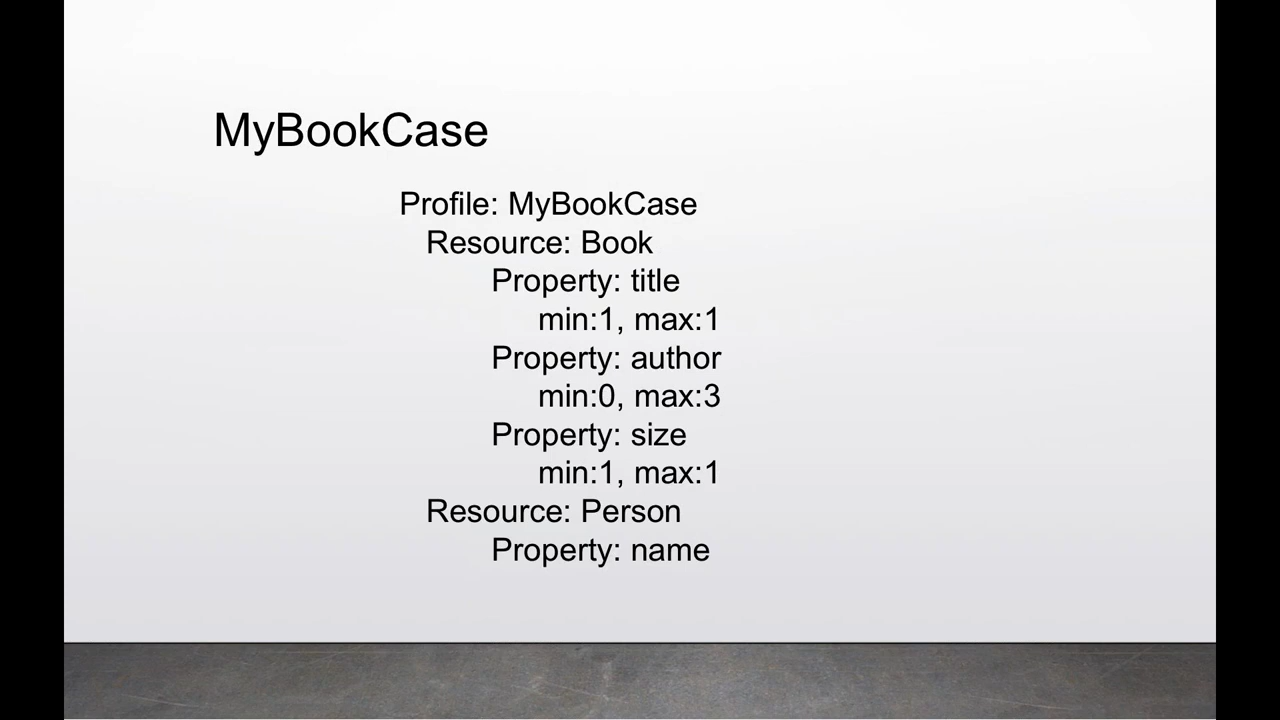 MyBookCase
Profile: MyBookCase
Resource: Book
Property: title
min:1, max:1
Property: author
min:0, max:3
Property: size
min:1, max:1
Resource: Person
Property: name